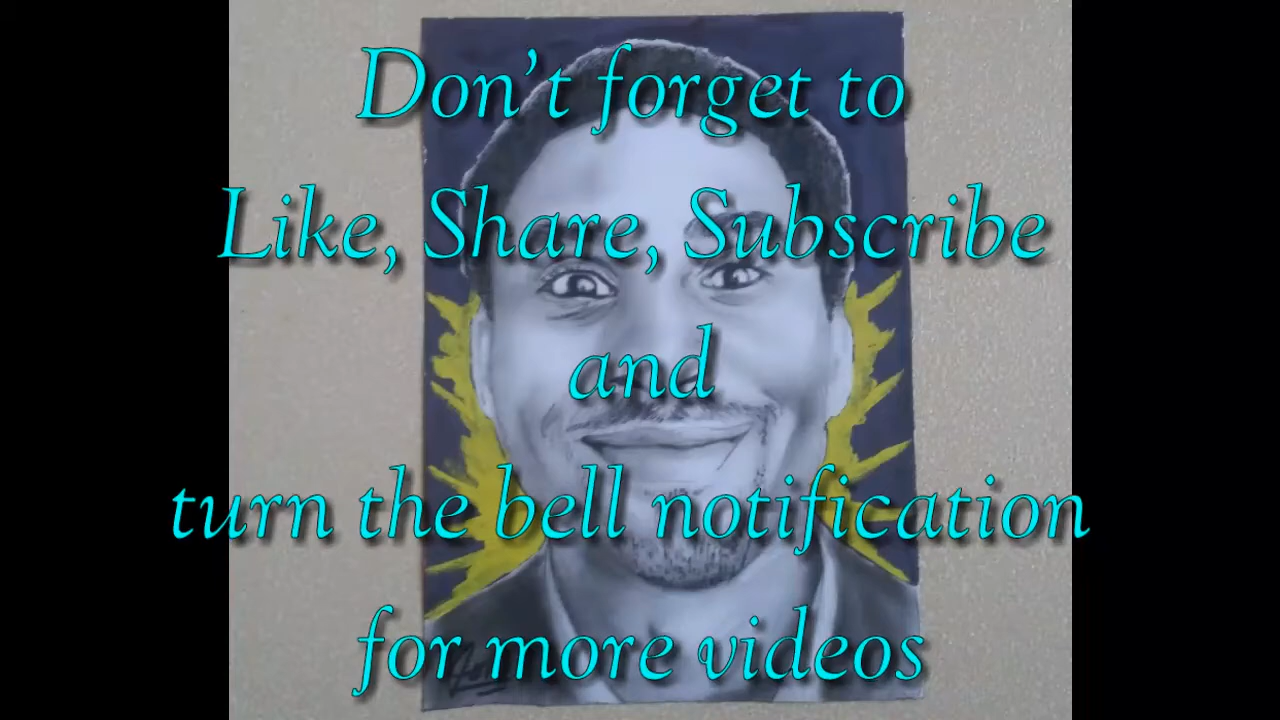 Don't forget to
Like, Share, Subscribe
and
turn the bell notification
for more videos